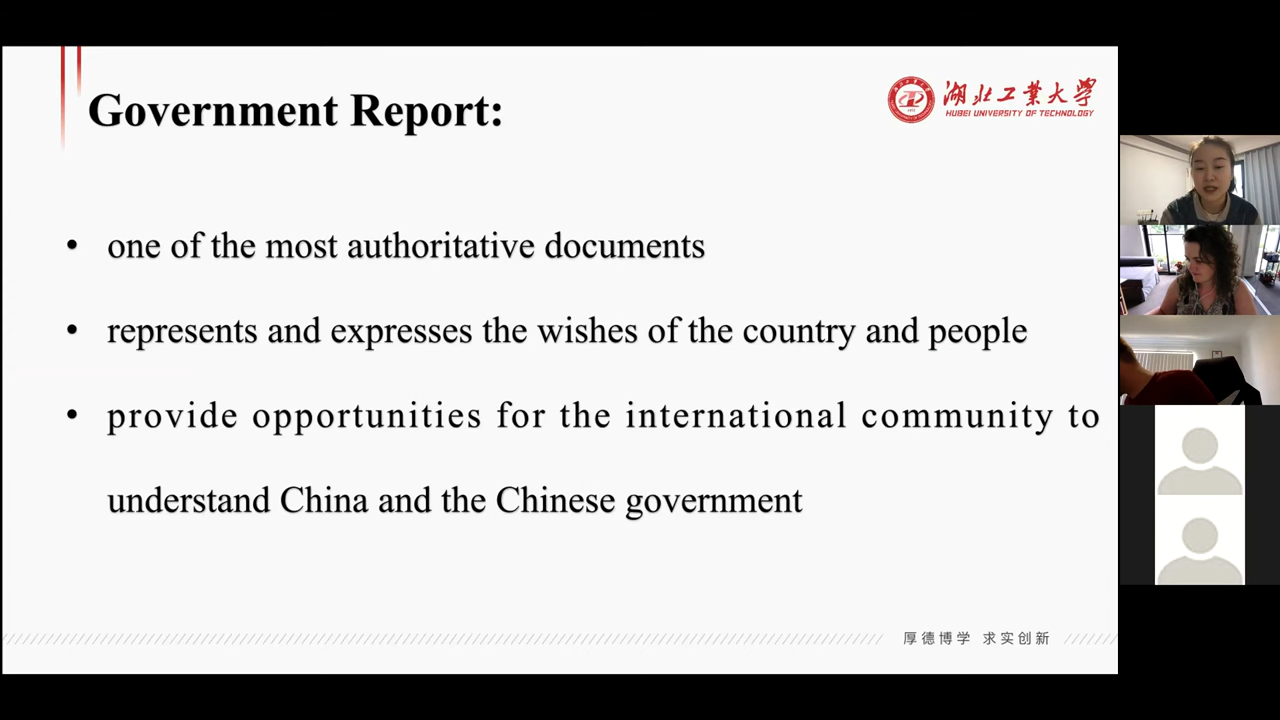 Government Report:
湖北工業大学
HUBEI UNIVERSITY OF TECHNOLOGY
• one of the most authoritative documents
• represents and expresses the wishes of the country and people
• provide opportunities for the international community to
understand China and the Chinese government
厚德博学 求实创新